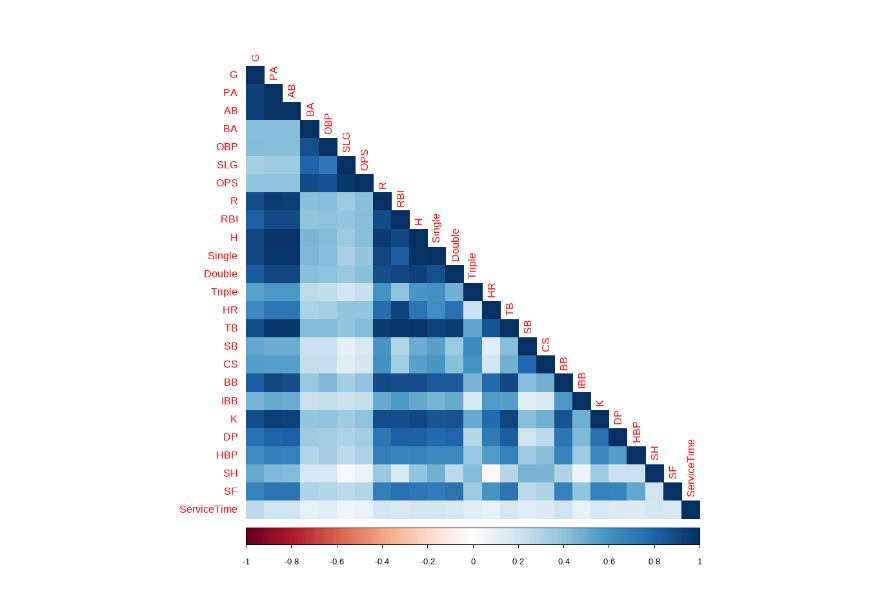 G
G
PA
PA
AB
AB
BA
BA
OBP
OBP
SLG
SLG
OPS
OPS
R
R
RBI
RBI
H
H
Single
Single
Double
Double
Triple
Triple
HR
HR
TB
TB
SB
SB
CS
CS
BB
BB
IBB
IBB
K
K
DP
DP
HBP
HBP
SH
SH
SF
SF
ServiceTime
ServiceTime
-1 -0.8 -0.6 -0.4 -0.2 0 0.2 0.4 0.6 0.8 1